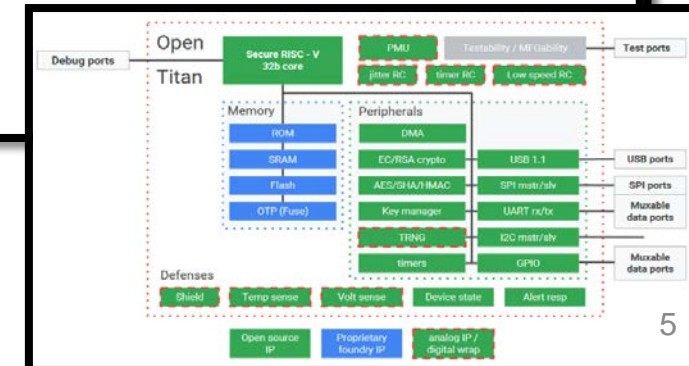 Open
Titan
Debug ports
Secure RISC - V
32b core
PMU
Testability / MFGability
Test ports
jitter RC
timer RC
Low speed RC
Memory
ROM
SRAM
Flash
OTP (Fuse)
Peripherals
DMA
EC/RSA crypto
USB 1.1
USB ports
AES/SHA/HMAC
SPI mstr/slv
SPI ports
Key manager
UART rx/tx
Muxable
data ports
TRNG
I2C mstr/slv
timers
GPIO
Muxable
data ports
Defenses
Shield
Temp sense
Volt sense
Device state
Alert resp
Open source
IP
Proprietary
foundry IP
analog IP /
digital wrap
5